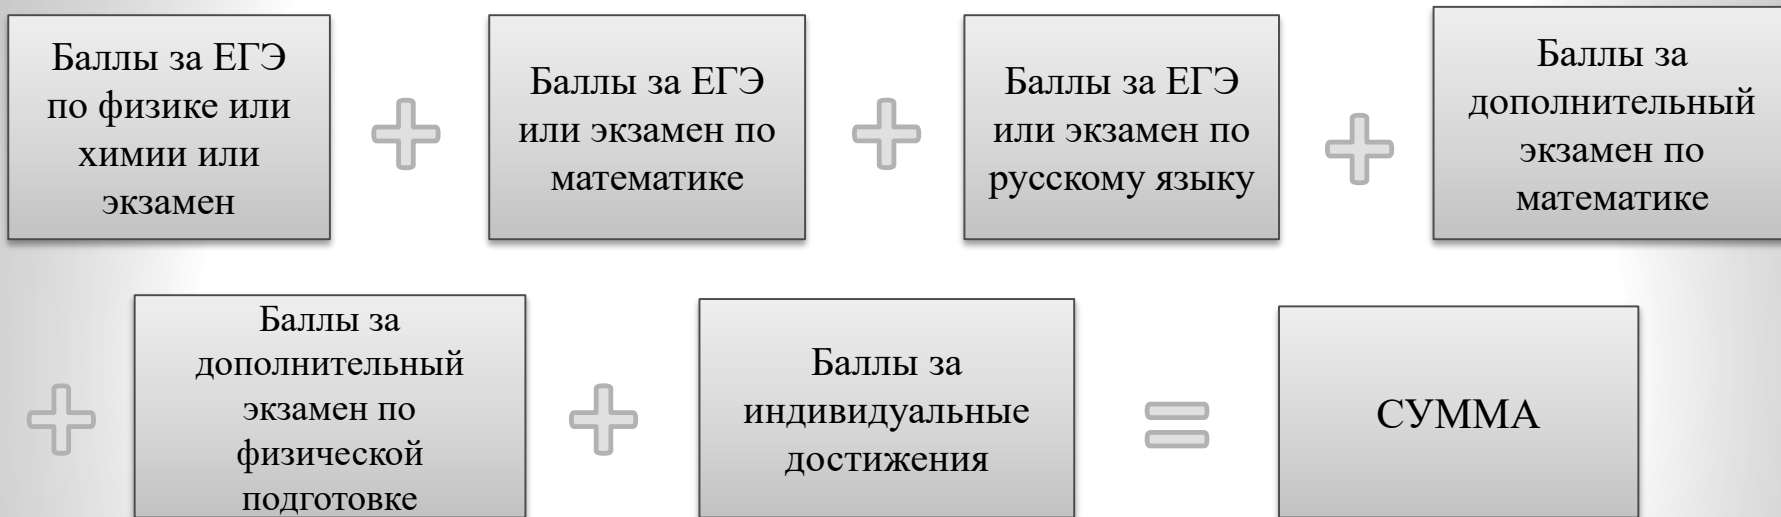 Баллы за ЕГЭ
по физике или
химии или
экзамен
Баллы за ЕГЭ
или экзамен по
математике
Баллы за ЕГЭ
или экзамен по
русскому языку
Баллы за
дополнительный
экзамен по
математике
Баллы за
дополнительный
экзамен по
физической
подготовке
Баллы за
индивидуальные
достижения
СУММА